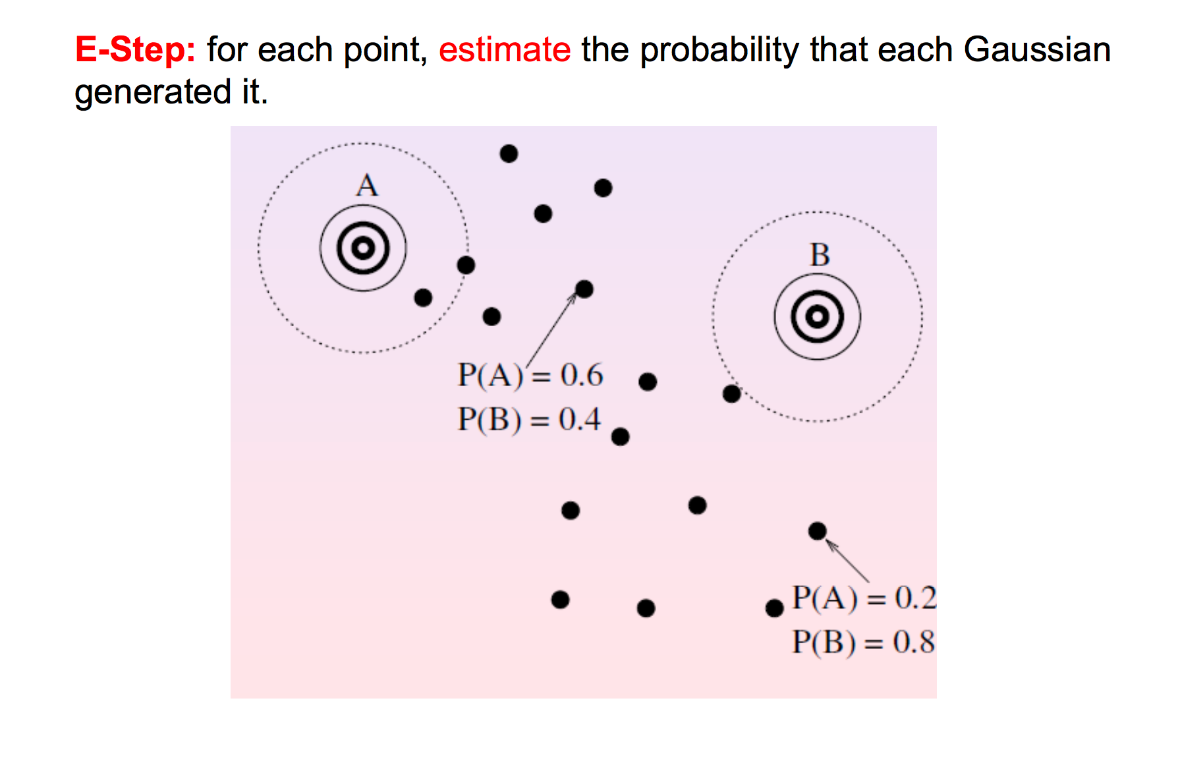 E-Step: for each point, estimate the probability that each Gaussian
generated it.
A
B
P(A) = 0.6
P(B) = 0.4
P(A) = 0.2
P(B) = 0.8